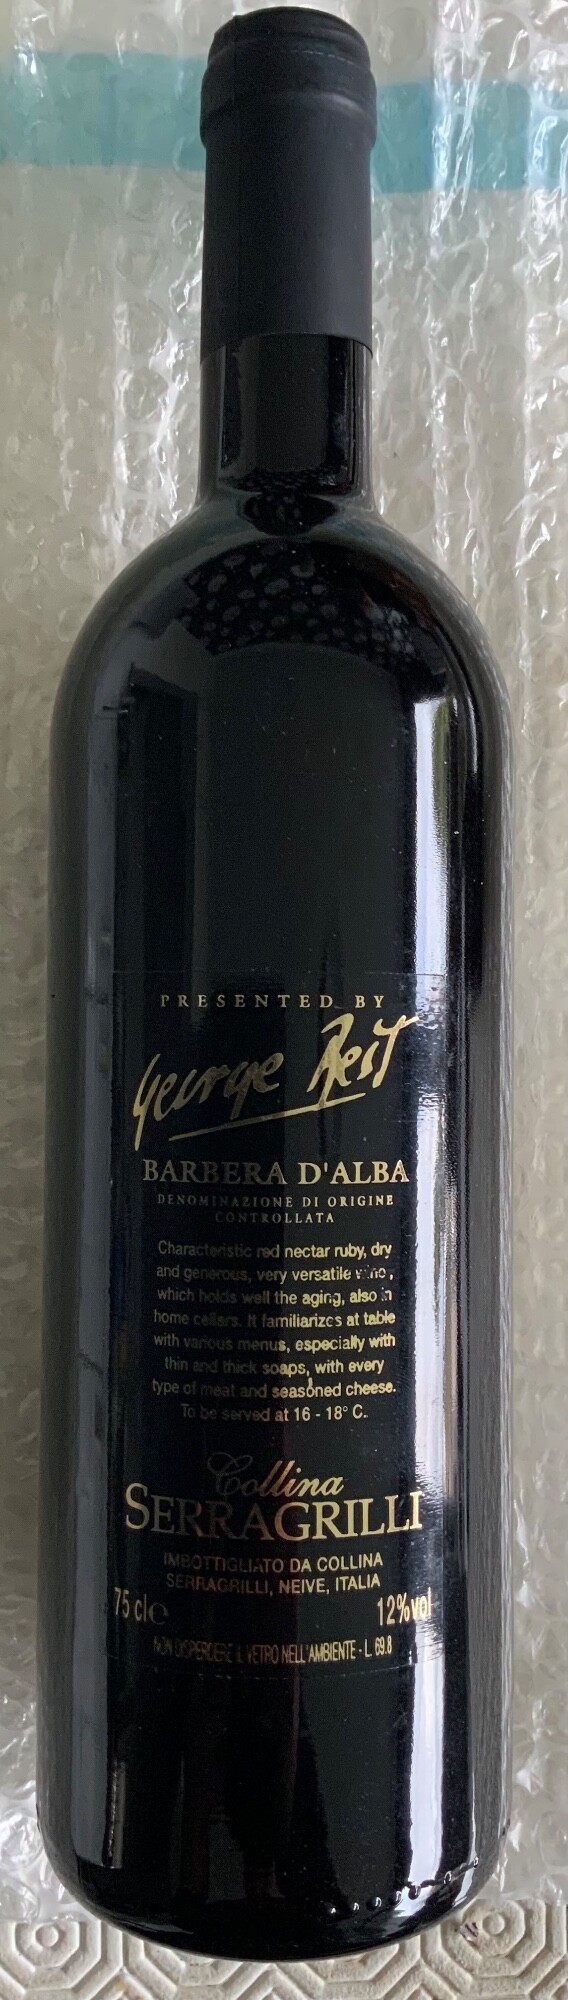 PRESENTED BY
George Best
BARBERA D'ALBA
DENOMINAZIONE DI ORIGINE
CONTROLLATA
Characteristic red nectar ruby, dry
and generous, very versatile wine,
which holds well the aging, also in
home cellars. It familiarizes at table
with various menus, especially with
thin and thick soaps, with every
type of meat and seasoned cheese.
To be served at 16 - 18° C.
Collina
SERRAGRILLI
IMBOTTIGLIATO DA COLLINA
SERRAGRILLI, NEIVE, ITALIA
75 cl e 12%vol
NON DISPERDERE IL VETRO NELL'AMBIENTE - L. 69.8